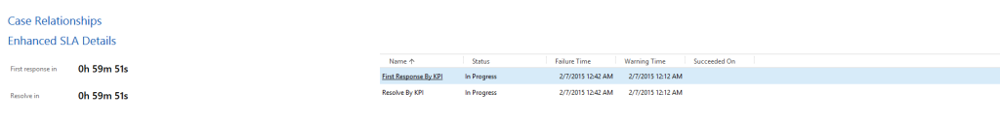 Case Relationships
Enhanced SLA Details
First response in 0h 59m 51s
Resolve in 0h 59m 51s
Name ↑ Status Failure Time Warning Time Succeeded On
First Response By KPI In Progress 2/7/2015 12:42 AM 2/7/2015 12:12 AM
Resolve By KPI In Progress 2/7/2015 12:42 AM 2/7/2015 12:12 AM